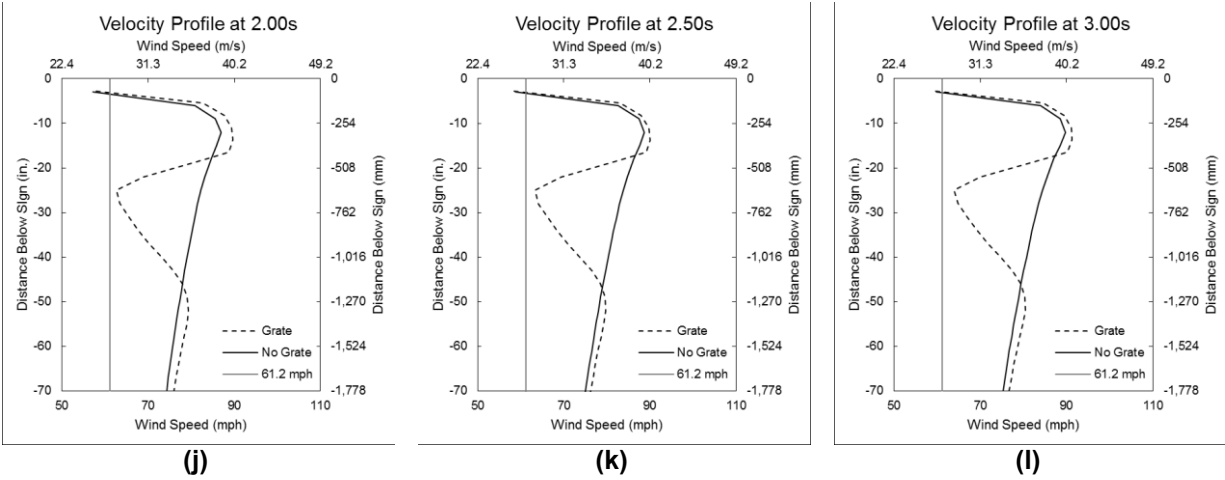 Velocity Profile at 2.00s
Wind Speed (m/s)
22.4 31.3 40.2 49.2
0 0
-10 -254
-20 -508
-30 -762
-40 -1,016
-50 -1,270
-60 -1,524
-70 -1,778
Distance Below SIgn (in.)
Distance Below Sign (mm)
Grate
No Grate
61.2 mph
50 70 90 110
Wind Speed (mph)
(j)
Velocity Profile at 2.50s
Wind Speed (m/s)
22.4 31.3 40.2 49.2
0 0
-10 -254
-20 -508
-30 -762
-40 -1,016
-50 -1,270
-60 -1,524
-70 -1,778
Distance Below SIgn (in.)
Distance Below Sign (mm)
Grate
No Grate
61.2 mph
50 70 90 110
Wind Speed (mph)
(k)
Velocity Profile at 3.00s
Wind Speed (m/s)
22.4 31.3 40.2 49.2
0 0
-10 -254
-20 -508
-30 -762
-40 -1,016
-50 -1,270
-60 -1,524
-70 -1,778
Distance Below SIgn (in.)
Distance Below Sign (mm)
Grate
No Grate
61.2 mph
50 70 90 110
Wind Speed (mph)
(l)